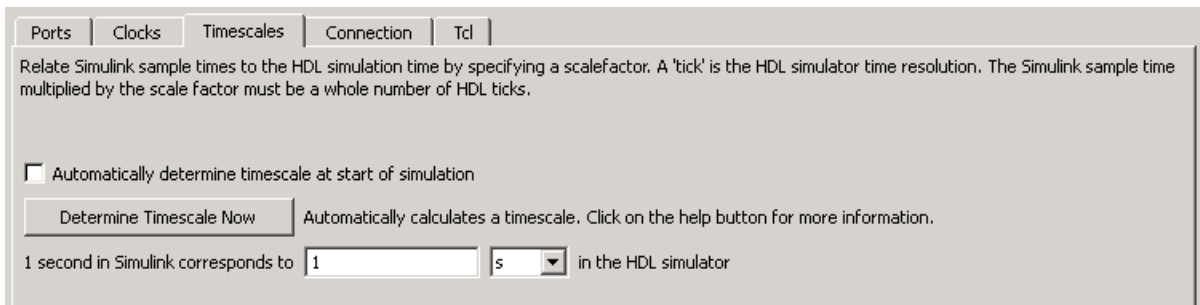 Ports Clocks Timescales Connection Tcl
Relate Simulink sample times to the HDL simulation time by specifying a scalefactor. A 'tick' is the HDL simulator time resolution. The Simulink sample time
multiplied by the scale factor must be a whole number of HDL ticks.
Automatically determine timescale at start of simulation
Determine Timescale Now Automatically calculates a timescale. Click on the help button for more information.
1 second in Simulink corresponds to 1 s in the HDL simulator